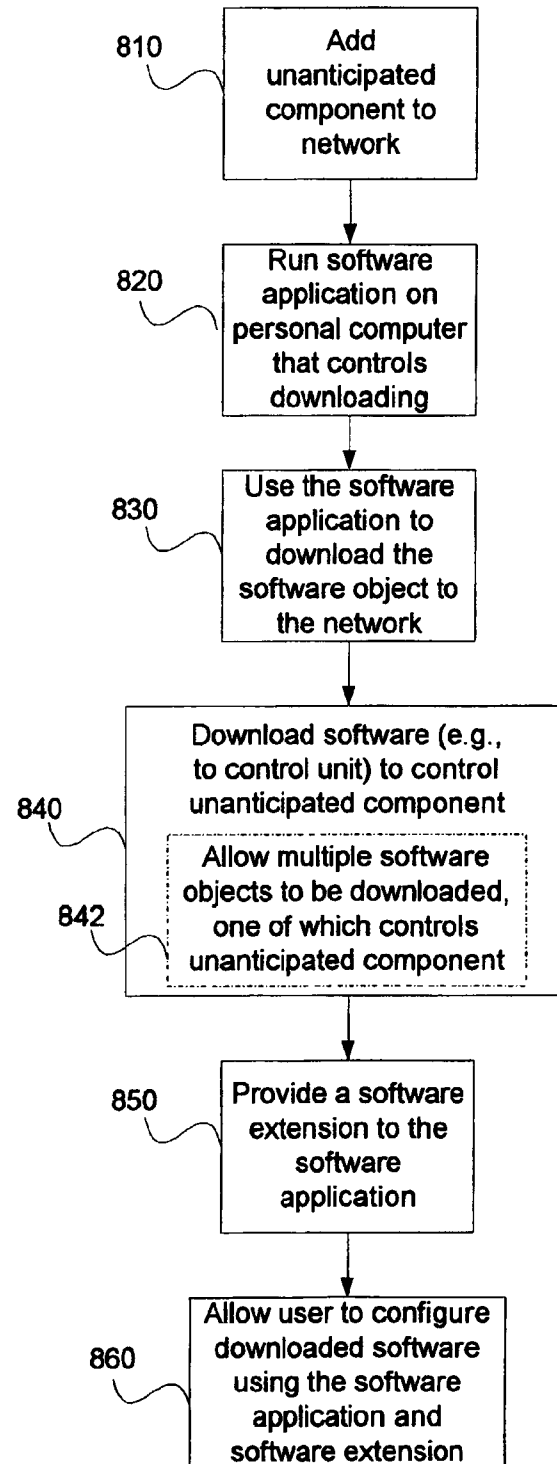 810
Add
unanticipated
component to
network
820
Run software
application on
personal computer
that controls
downloading
830
Use the software
application to
download the
software object to
the network
840
Download software (e.g.,
to control unit) to control
unanticipated component
842
Allow multiple software
objects to be downloaded,
one of which controls
unanticipated component
850
Provide a software
extension to the
software
application
860
Allow user to configure
downloaded software
using the software
application and
software extension